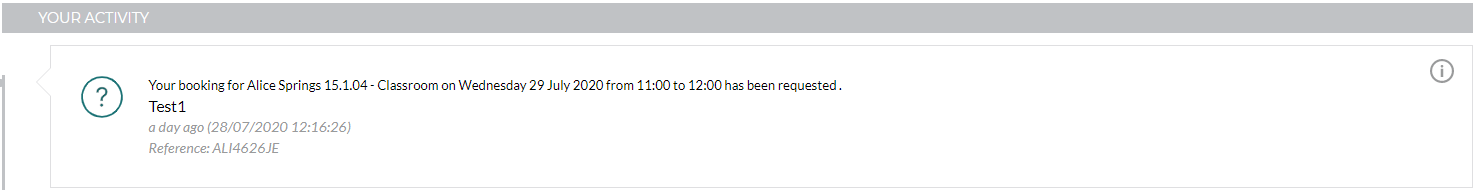 YOUR ACTIVITY
Your booking for Alice Springs 15.1.04 - Classroom on Wednesday 29 July 2020 from 11:00 to 12:00 has been requested .
Test1
a day ago (28/07/2020 12:16:26)
Reference: ALI4626JE